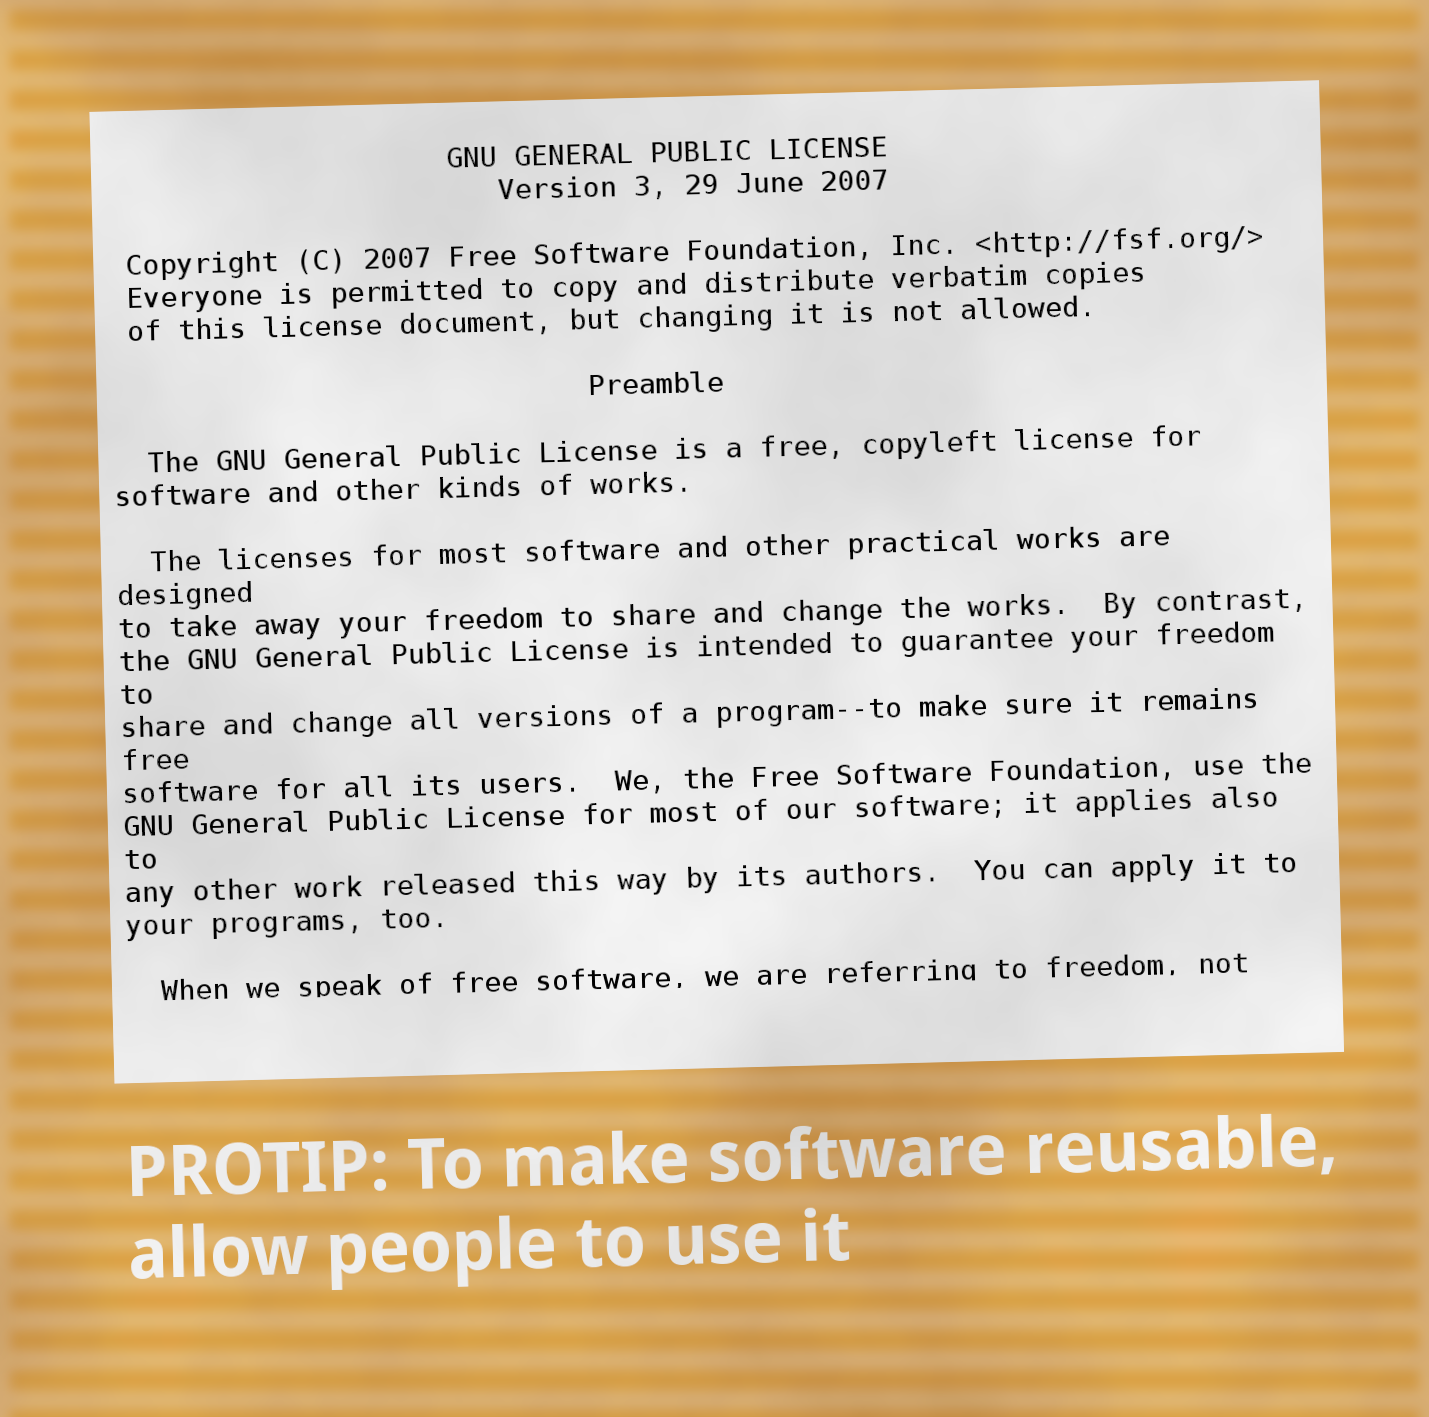 GNU GENERAL PUBLIC LICENSE
Version 3, 29 June 2007
Copyright (C) 2007 Free Software Foundation, Inc. <http://fsf.org/>
Everyone is permitted to copy and distribute verbatim copies
of this license document, but changing it is not allowed.
Preamble
The GNU General Public License is a free, copyleft license for
software and other kinds of works.
The licenses for most software and other practical works are
designed
to take away your freedom to share and change the works.  By contrast,
the GNU General Public License is intended to guarantee your freedom
to
share and change all versions of a program--to make sure it remains
free
software for all its users.  We, the Free Software Foundation, use the
GNU General Public License for most of our software; it applies also
to
any other work released this way by its authors.  You can apply it to
your programs, too.
When we speak of free software, we are referring to freedom, not
PROTIP: To make software reusable,
allow people to use it